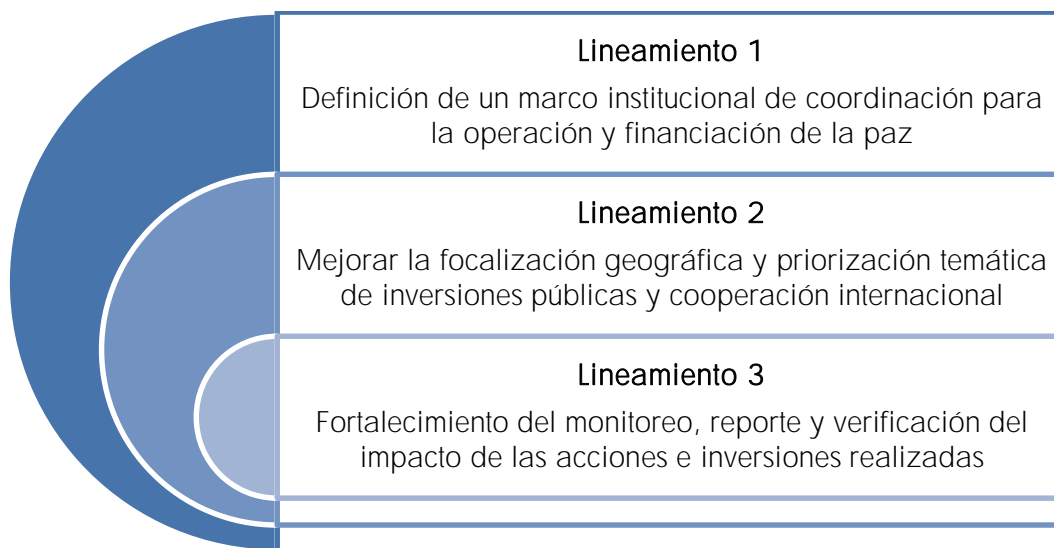 Lineamiento 1
Definición de un marco institucional de coordinación para
la operación y financiación de la paz
Lineamiento 2
Mejorar la focalización geográfica y priorización temática
de inversiones públicas y cooperación internacional
Lineamiento 3
Fortalecimiento del monitoreo, reporte y verificación del
impacto de las acciones e inversiones realizadas